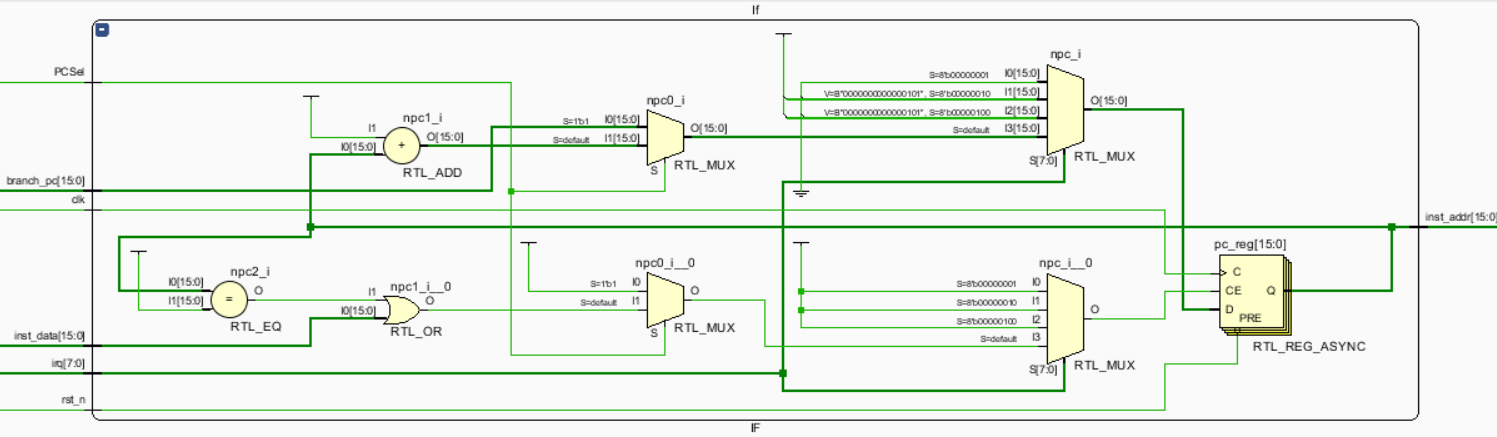 If
PCSel
branch_pc[15:0]
clk
inst_data[15:0]
irq[7:0]
rst_n
npc1_i
I1
I0[15:0]
O[15:0]
+
RTL_ADD
npc0_i
S=1'b1
I0[15:0]
S=default
I1[15:0]
O[15:0]
S
RTL_MUX
npc_i
S=8'b00000001
I0[15:0]
V=B"0000000000000101", S=8'b00000010
I1[15:0]
V=B"0000000000000101", S=8'b00000100
I2[15:0]
S=default
I3[15:0]
O[15:0]
S[7:0]
RTL_MUX
npc2_i
I0[15:0]
I1[15:0]
=
O
RTL_EQ
npc1_i__0
I1
I0[15:0]
O
RTL_OR
npc0_i__0
S=1'b1
I0
S=default
I1
O
S
RTL_MUX
npc_i__0
S=8'b00000001
I0
S=8'b00000010
I1
S=8'b00000100
I2
S=default
I3
O
S[7:0]
RTL_MUX
pc_reg[15:0]
C
CE
D
Q
PRE
RTL_REG_ASYNC
inst_addr[15:0]
IF